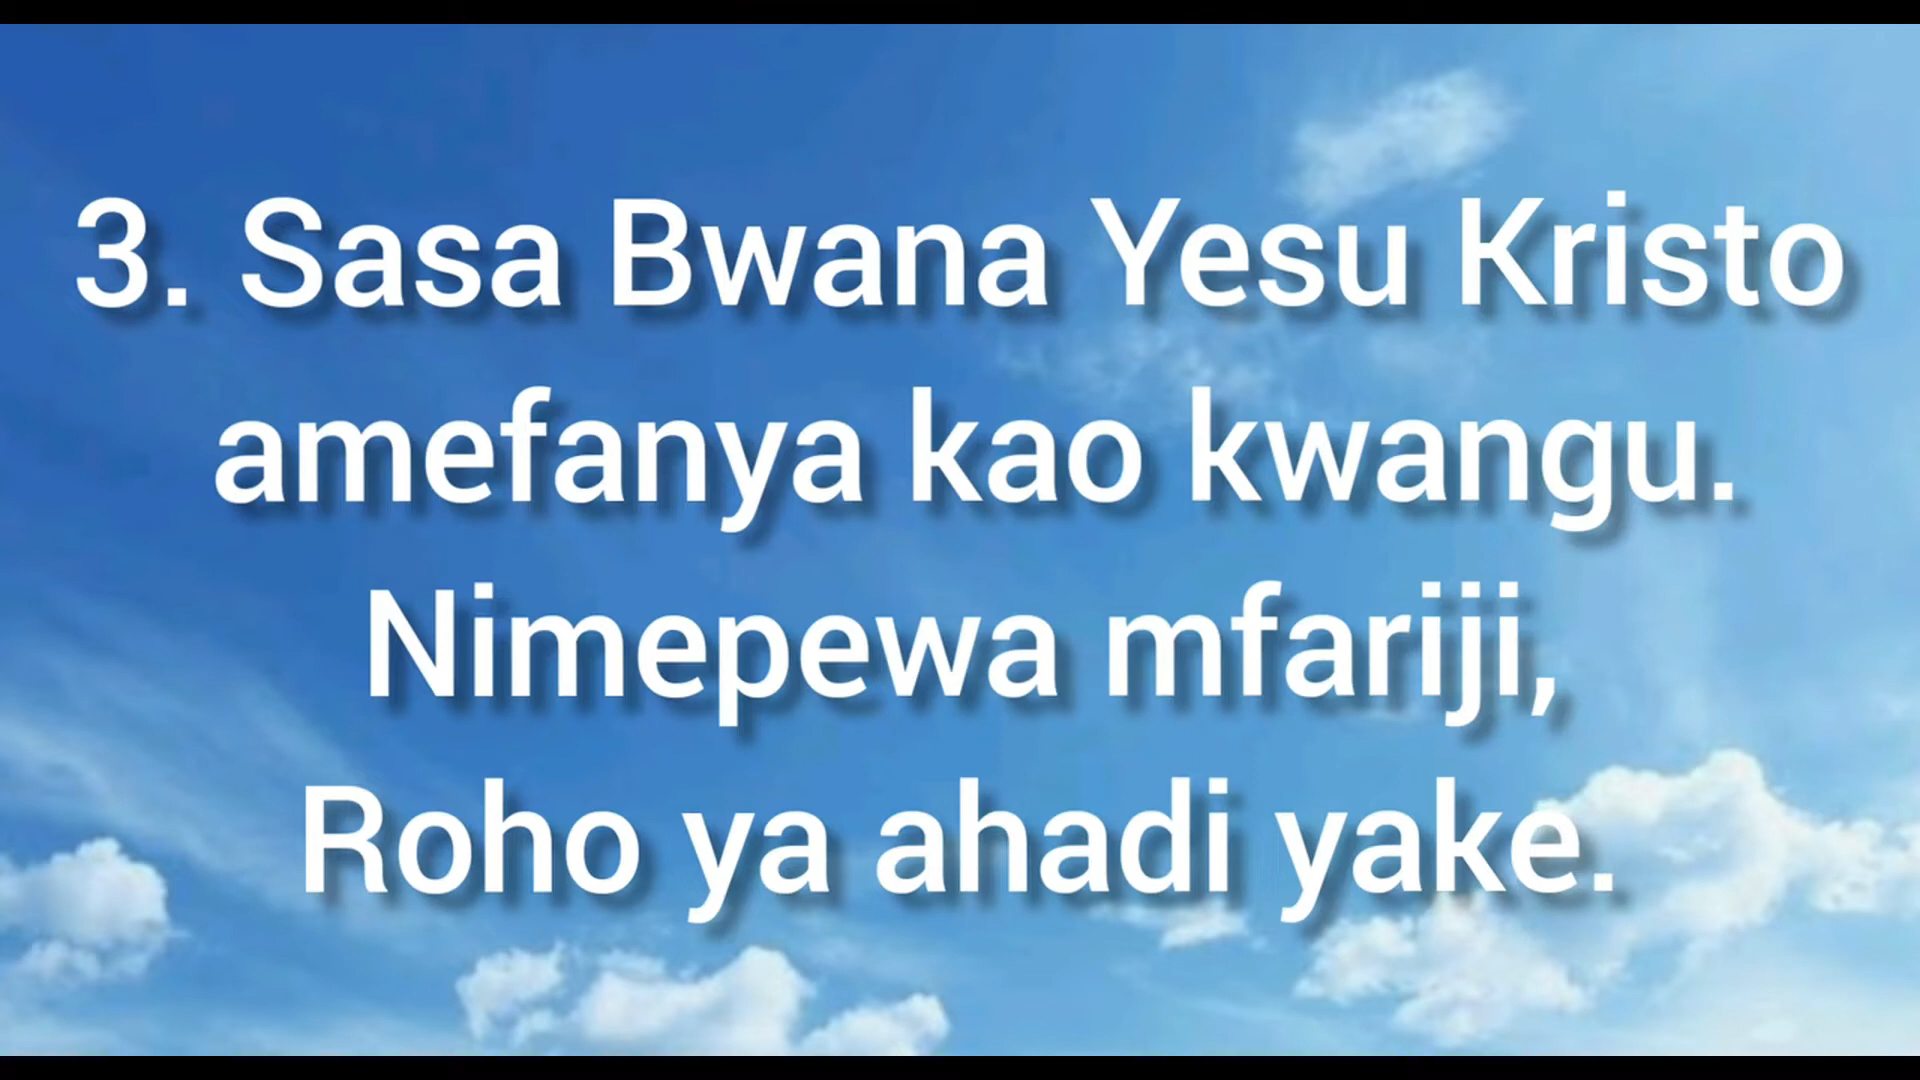 3. Sasa Bwana Yesu Kristo
amefanya kao kwangu.
Nimepewa mfariji,
Roho ya ahadi yake.